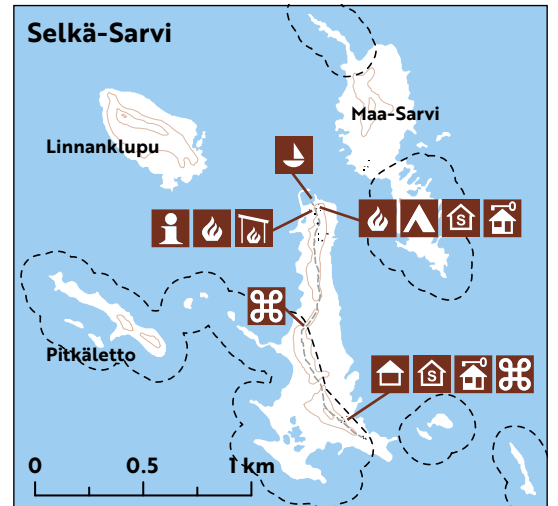 Selkä-Sarvi
Maa-Sarvi
Linnanklupu
S
Pitkäletto
S
0 0.5 1 km